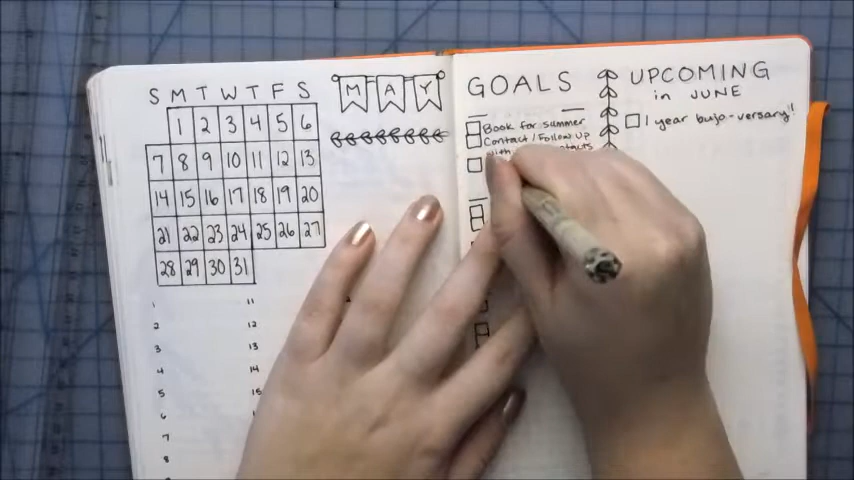 S M T W T F S
1 2 3 4 5 6
7 8 9 10 11 12 13
14 15 16 17 18 19 20
21 22 23 24 25 26 27
28 29 30 31
1 11
2 12
3 13
4 14
5 15
6
7
8
MAY
GOALS
Book for summer
Contact / Follow up
with
UPCOMING
in JUNE
1 year bujo-versary!!